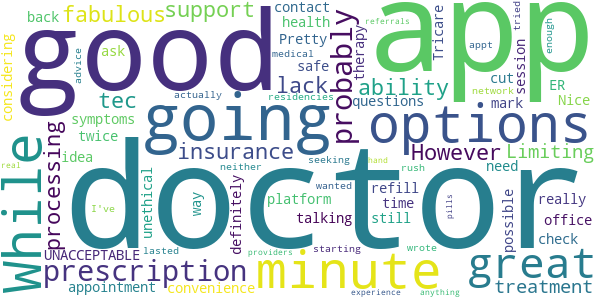 good app
doctor
going options
While
minute
great
prescription
probably
insurance
However
ability
lack
fabulous
support
processing
tec
Limiting
treatment
considering
back
contact
health
Pretty
safe
ask
medical
advice
symptoms
twice
idea
actually
residencies
therapy
questions
Tricare
referrals
tried
appt
enough
network
session
cut
ER
mark
Nice
seeking
neither
hand
rush
need
real
I've
UNACCEPTABLE
appointment
unethical
way
definitely
convenience
lasted
platform
talking
wanted
still
refill
time
pills
possible
really
office
check
starting
wrote
providers
experience
anything